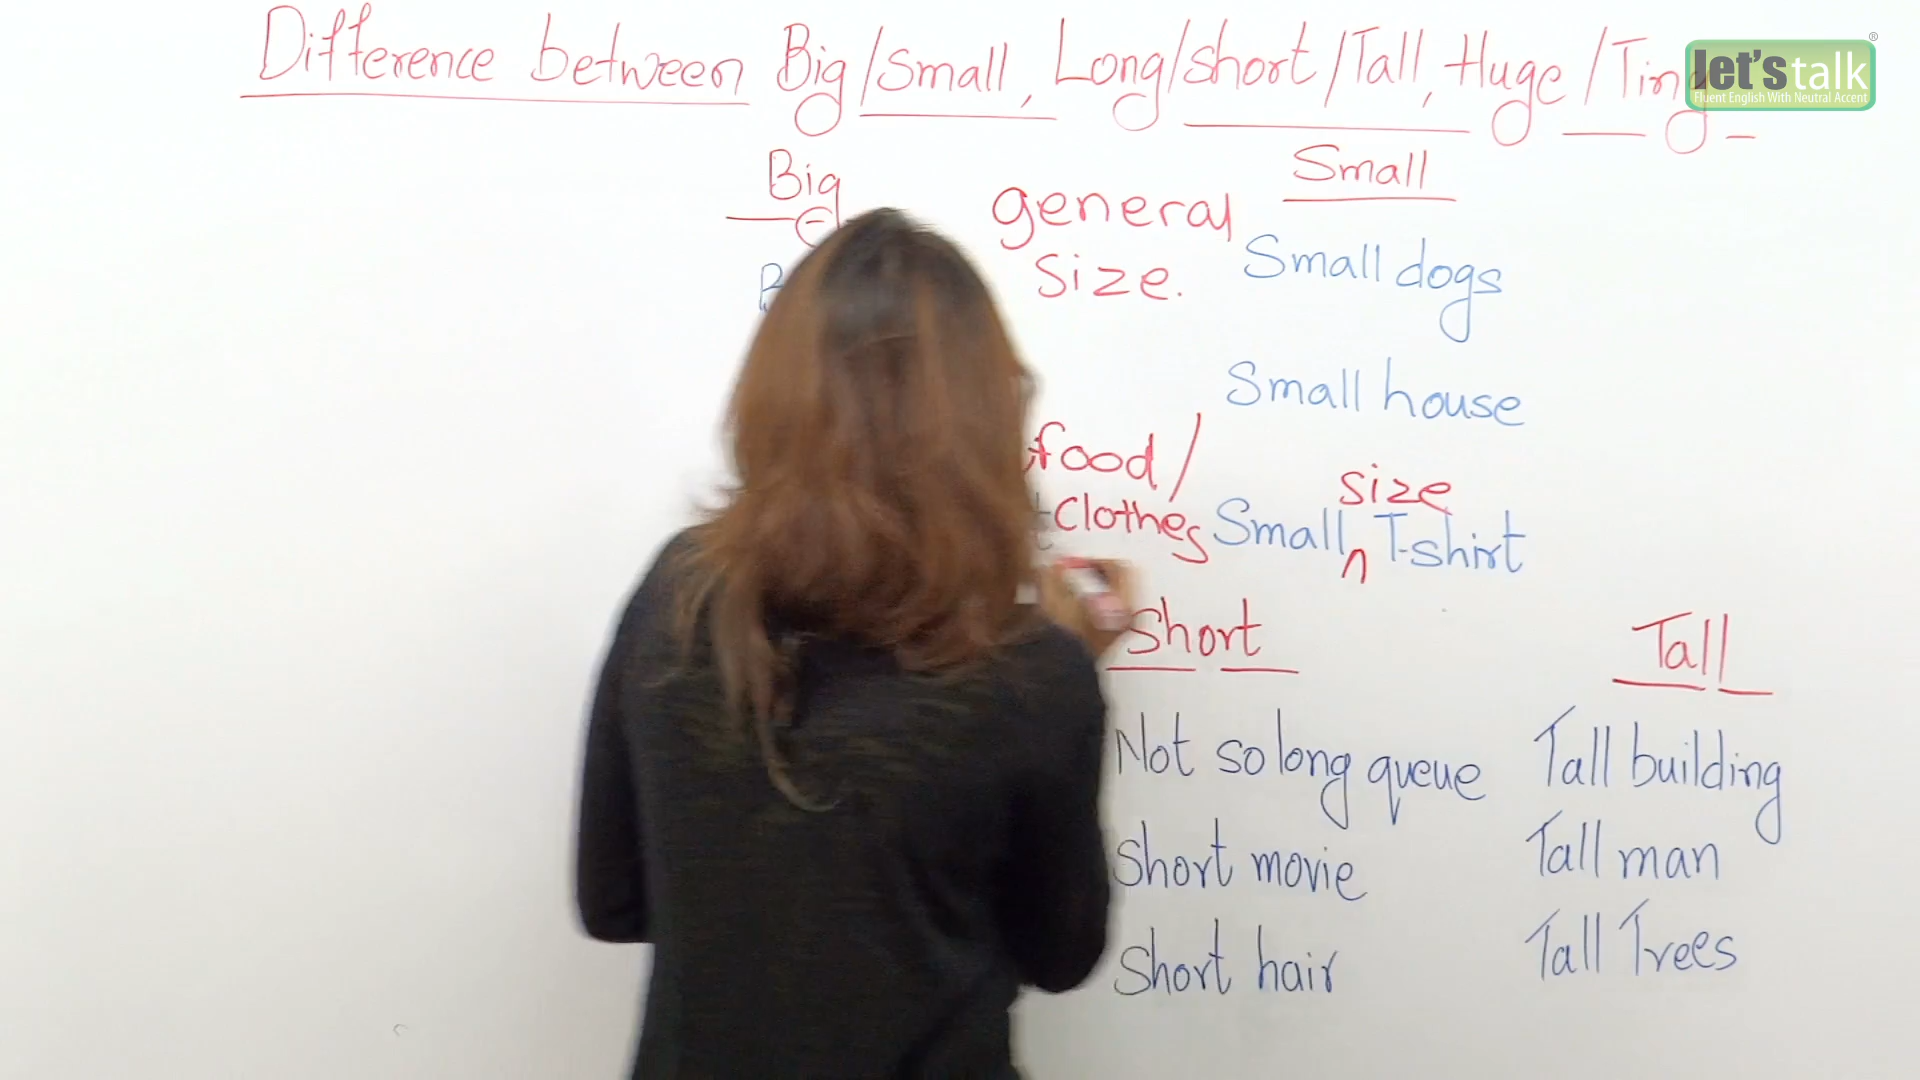 Difference between Big/Small, Long/short/Tall, Huge/Tiny
let's talk ®
Fluent English With Neutral Accent
Big
general
size.
Small
Small dogs
Small house
food/
clothes
size
Small T-shirt
Short
Tall
Not so long queue
Tall building
Short movie
Tall man
Short hair
Tall Trees